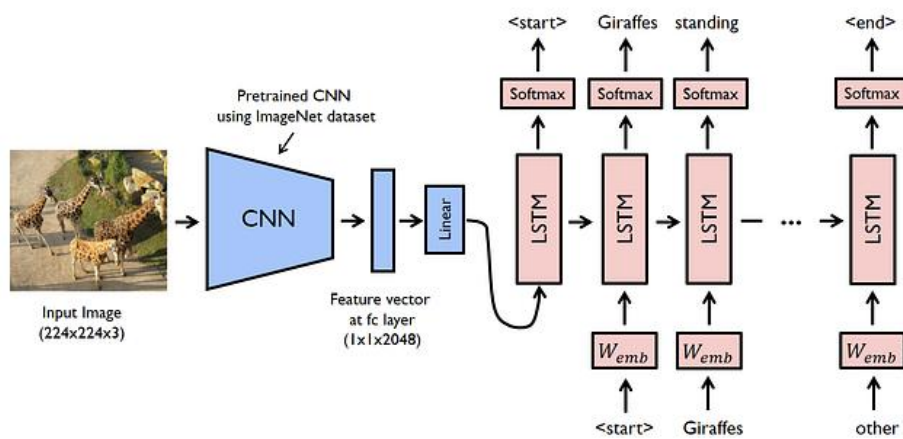 <start> Giraffes standing <end>
Softmax Softmax Softmax Softmax
Pretrained CNN
using ImageNet dataset
CNN
Linear
LSTM LSTM LSTM ... LSTM
Input Image
(224x224x3)
Feature vector
at fc layer
(1x1x2048)
W_emb W_emb W_emb
<start> Giraffes other